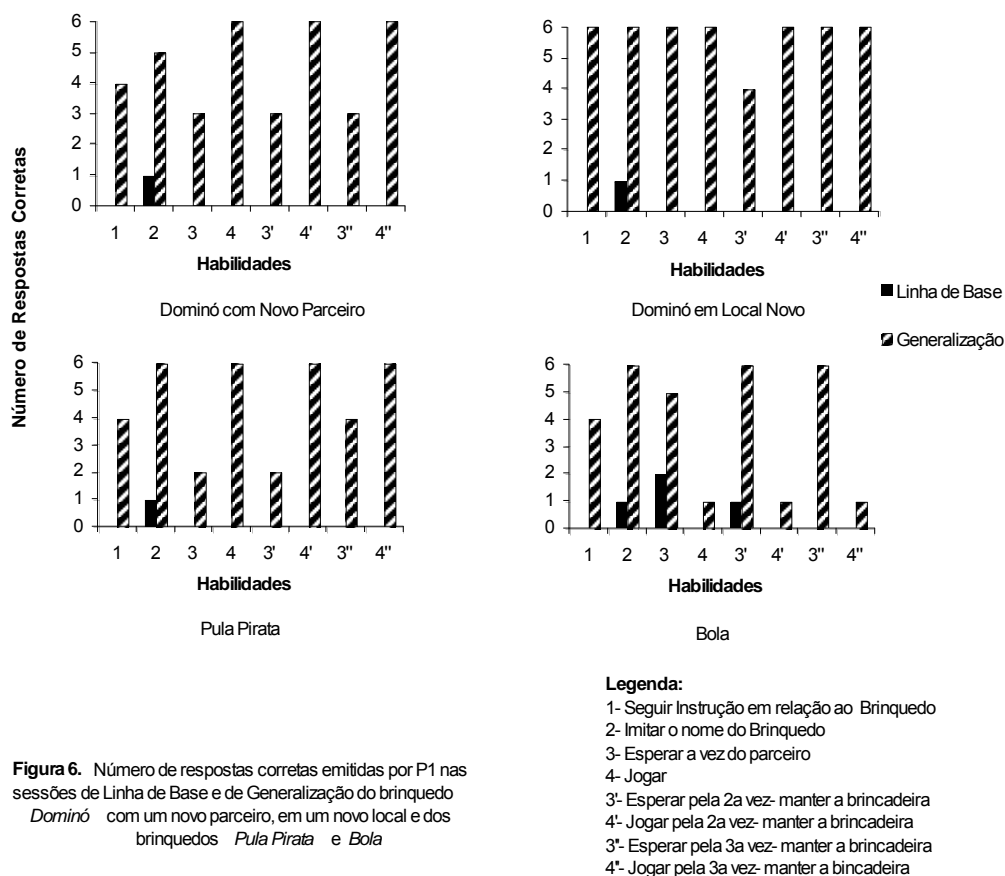 Número de Respostas Corretas
6
5
4
3
2
1
0
1 2 3 4 3' 4' 3" 4"
Habilidades
Dominó com Novo Parceiro
6
5
4
3
2
1
0
1 2 3 4 3' 4' 3" 4"
Habilidades
Dominó em Local Novo
Linha de Base
Generalização
6
5
4
3
2
1
0
1 2 3 4 3' 4' 3" 4"
Habilidades
Pula Pirata
6
5
4
3
2
1
0
1 2 3 4 3' 4' 3" 4"
Habilidades
Bola
Legenda:
1- Seguir Instrução em relação ao Brinquedo
2- Imitar o nome do Brinquedo
3- Esperar a vez do parceiro
4- Jogar
3'- Esperar pela 2a vez- manter a brincadeira
4'- Jogar pela 2a vez- manter a brincadeira
3"- Esperar pela 3a vez- manter a brincadeira
4"- Jogar pela 3a vez- manter a bincadeira
Figura 6. Número de respostas corretas emitidas por P1 nas
sessões de Linha de Base e de Generalização do brinquedo
Dominó com um novo parceiro, em um novo local e dos
brinquedos Pula Pirata e Bola